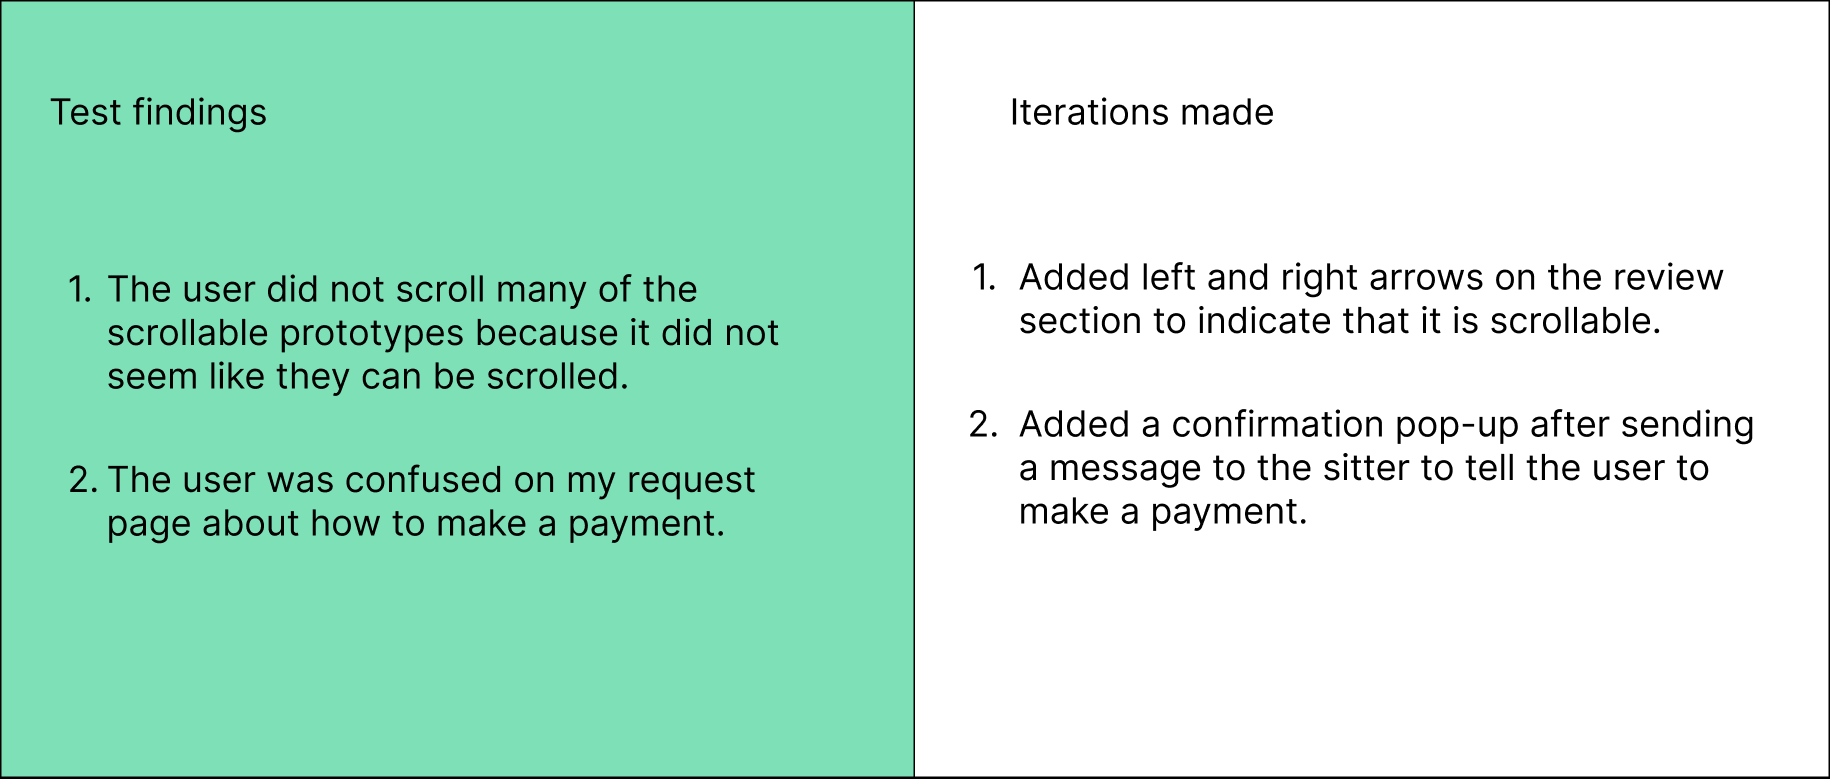 Test findings
1. The user did not scroll many of the
scrollable prototypes because it did not
seem like they can be scrolled.
2. The user was confused on my request
page about how to make a payment.
Iterations made
1. Added left and right arrows on the review
section to indicate that it is scrollable.
2. Added a confirmation pop-up after sending
a message to the sitter to tell the user to
make a payment.